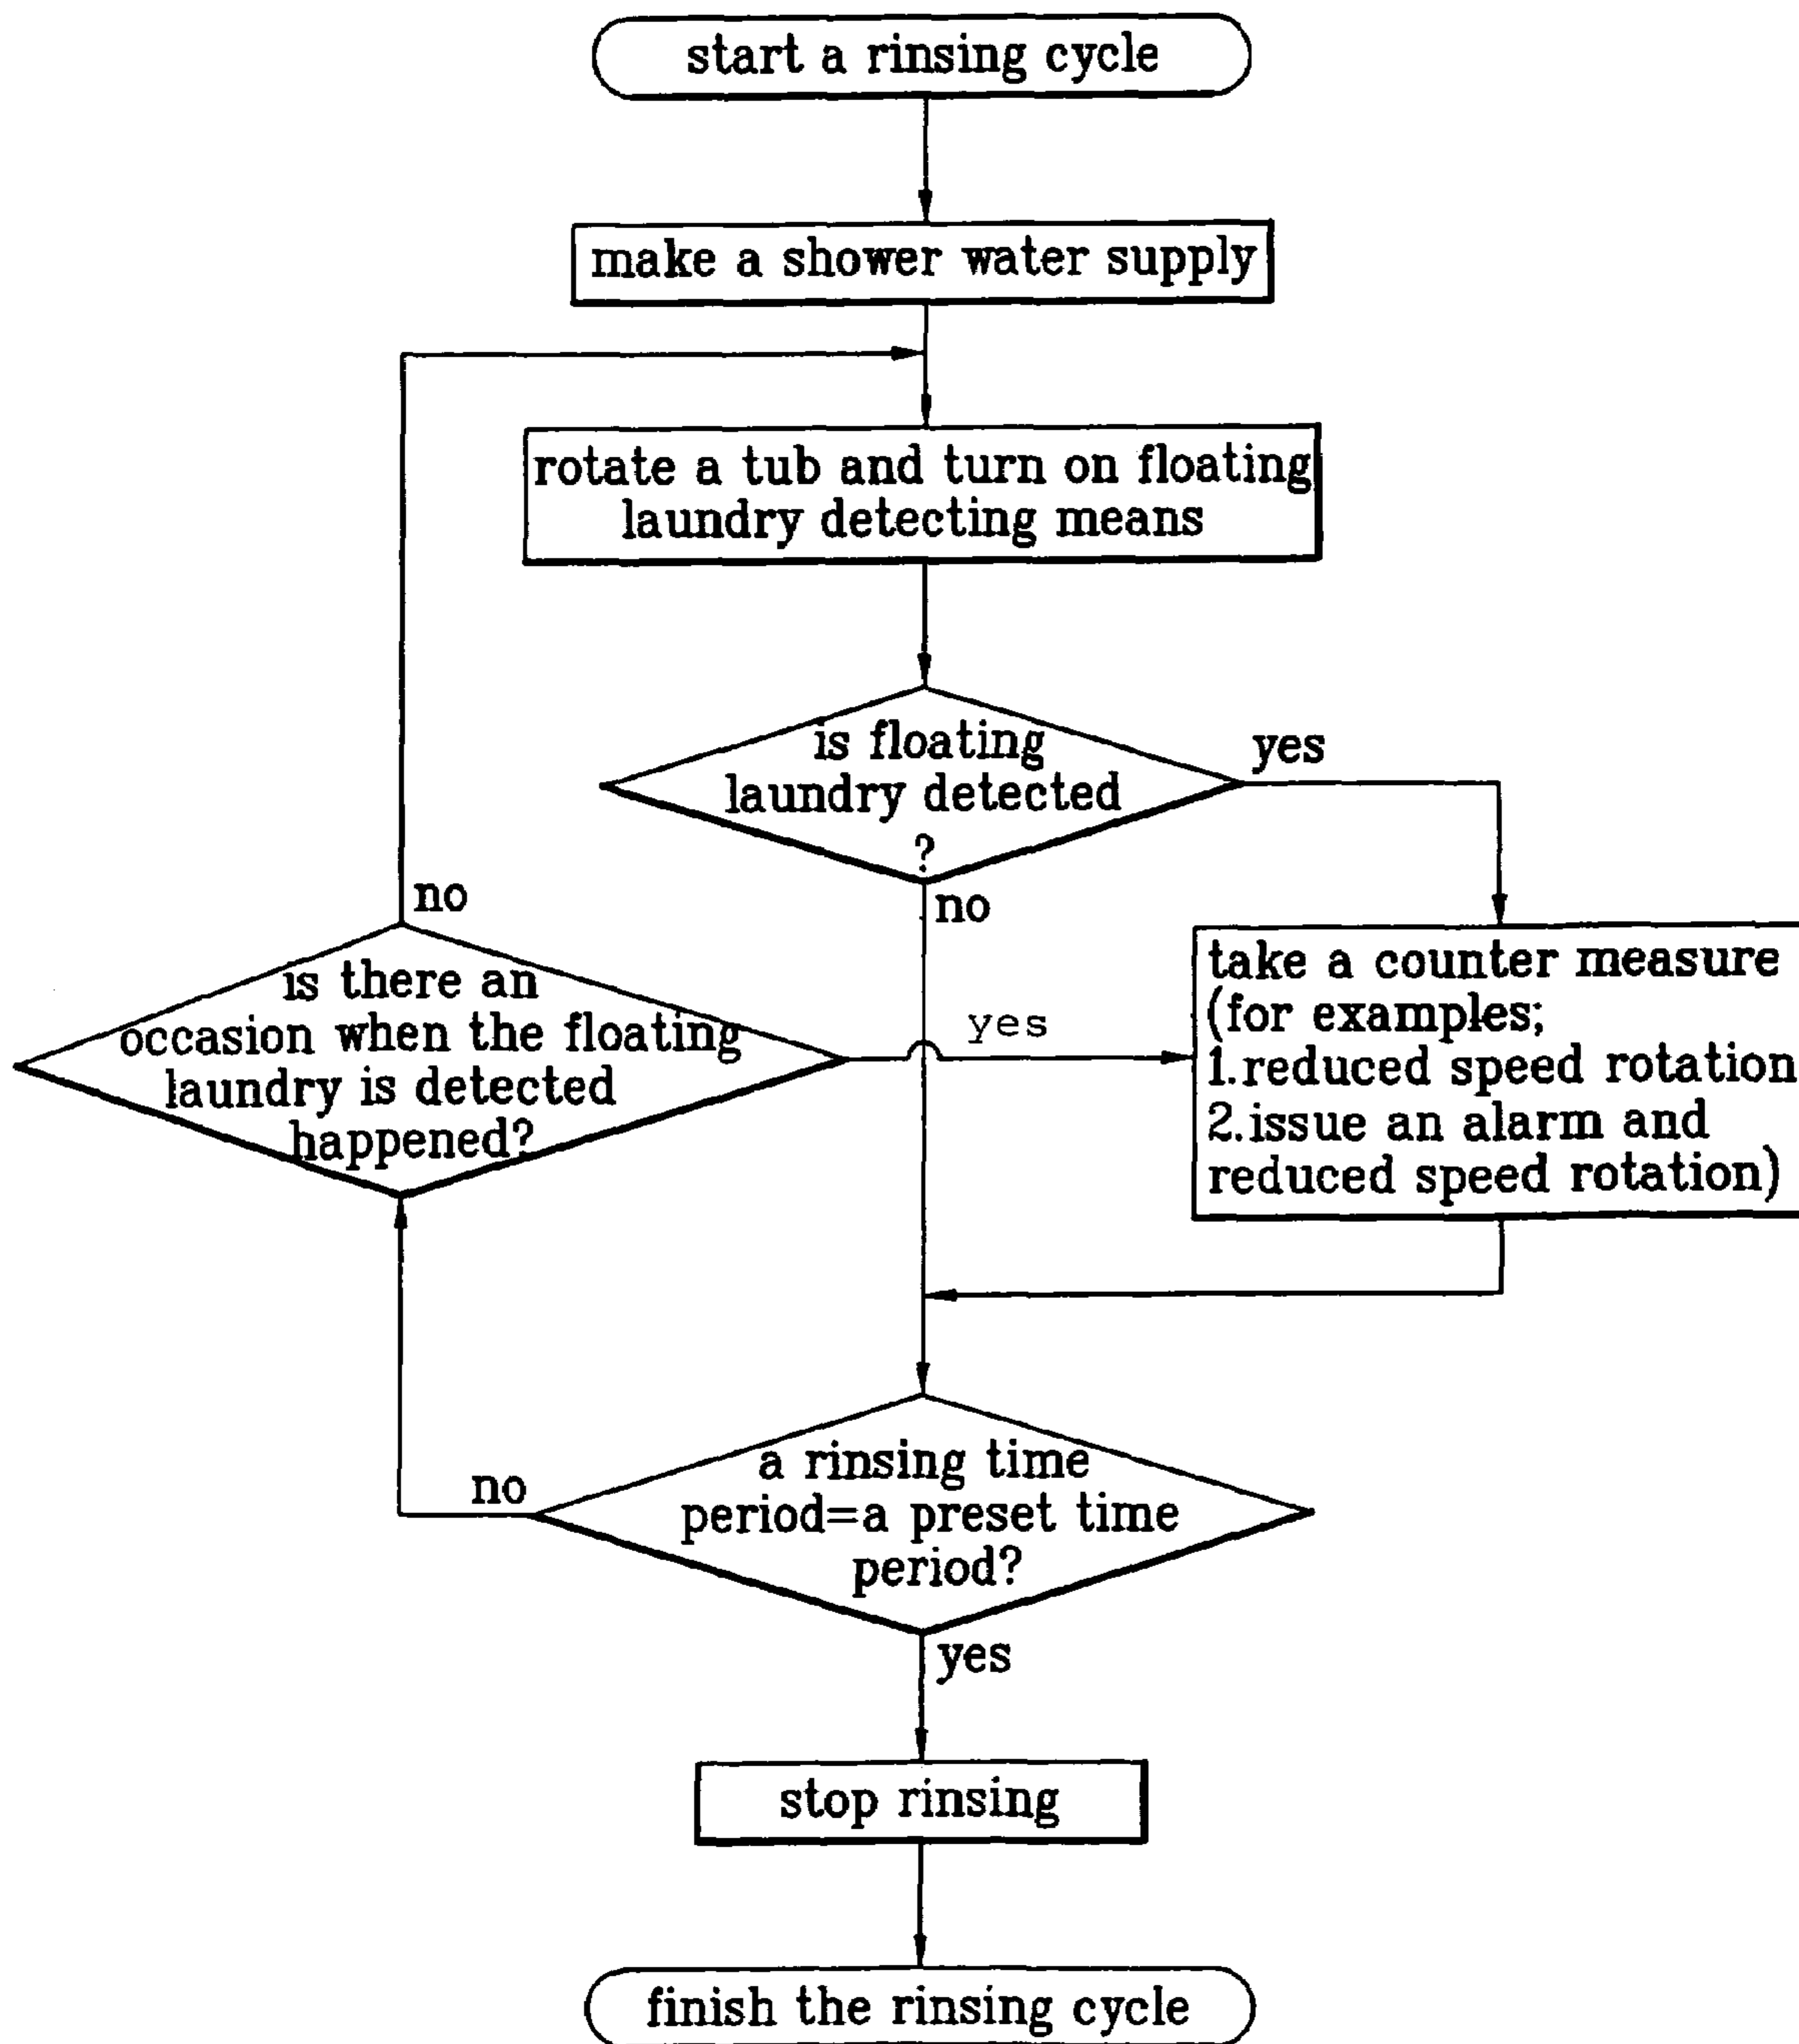 start a rinsing cycle
make a shower water supply
rotate a tub and turn on floating
laundry detecting means
is floating
laundry detected
?
yes
no
no
is there an
occasion when the floating
laundry is detected
happened?
yes
take a counter measure
(for examples;
1.reduced speed rotation
2.issue an alarm and
reduced speed rotation)
a rinsing time
period=a preset time
period?
no
yes
stop rinsing
finish the rinsing cycle